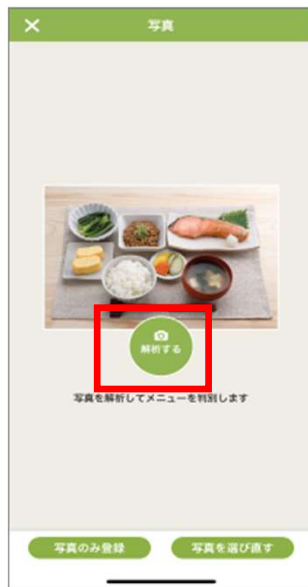 写真
解析する
写真を解析してメニューを判別します
写真のみ登録
写真を選び直す